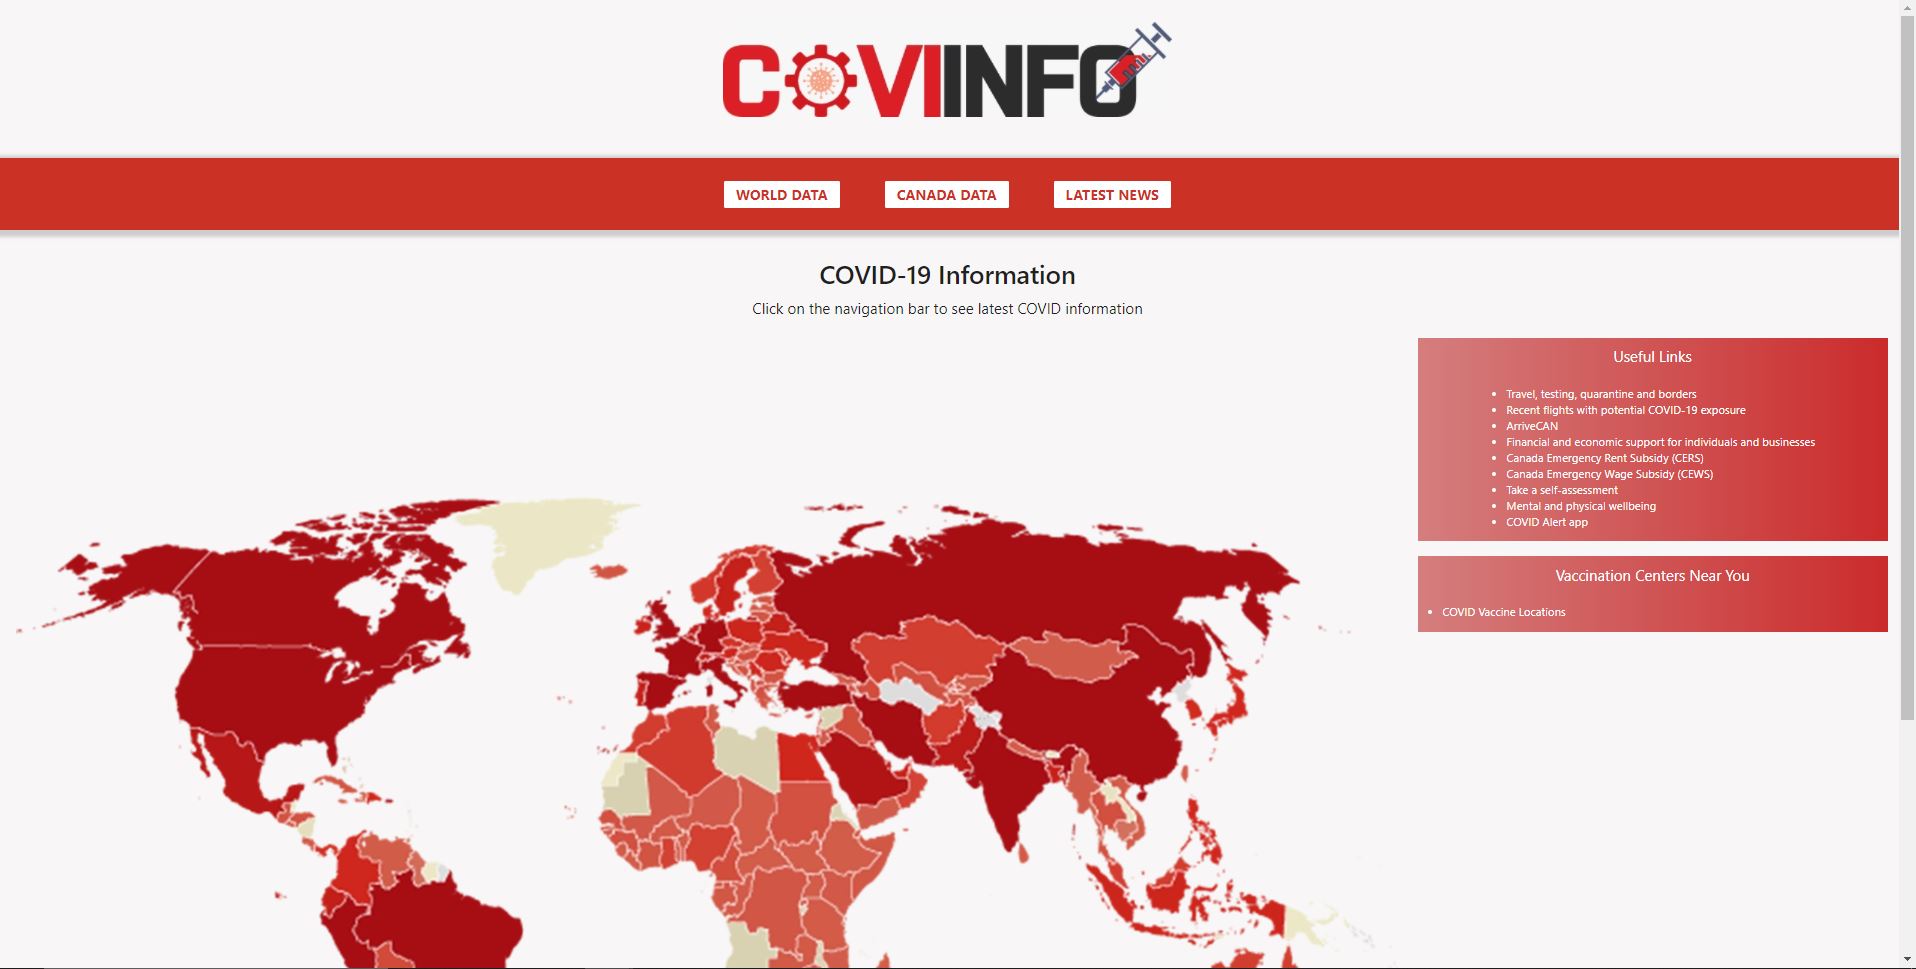 COVIINFO
WORLD DATA
CANADA DATA
LATEST NEWS
COVID-19 Information
Click on the navigation bar to see latest COVID information
Useful Links
Travel, testing, quarantine and borders
Recent flights with potential COVID-19 exposure
ArriveCAN
Financial and economic support for individuals and businesses
Canada Emergency Rent Subsidy (CERS)
Canada Emergency Wage Subsidy (CEWS)
Take a self-assessment
Mental and physical wellbeing
COVID Alert app
Vaccination Centers Near You
COVID Vaccine Locations